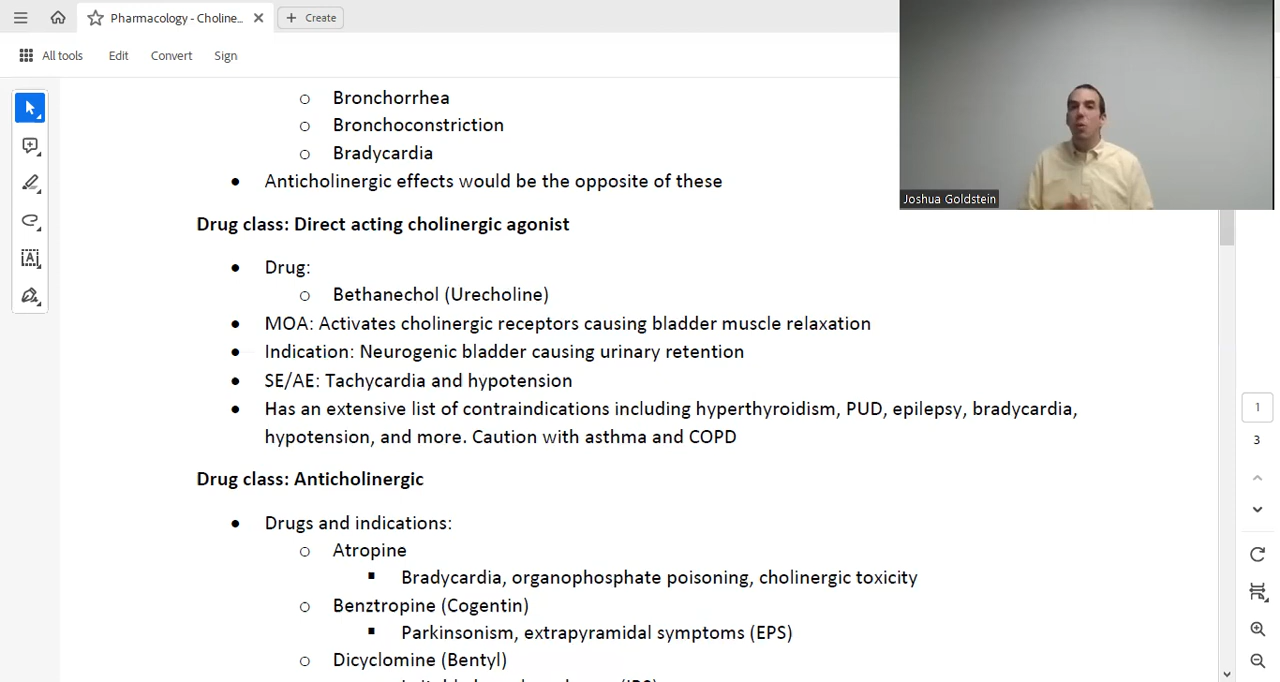 Pharmacology - Choline...
Create
All tools
Edit
Convert
Sign
Joshua Goldstein
○ Bronchorrhea
○ Bronchoconstriction
○ Bradycardia
● Anticholinergic effects would be the opposite of these
Drug class: Direct acting cholinergic agonist
● Drug:
○ Bethanechol (Urecholine)
● MOA: Activates cholinergic receptors causing bladder muscle relaxation
● Indication: Neurogenic bladder causing urinary retention
● SE/AE: Tachycardia and hypotension
● Has an extensive list of contraindications including hyperthyroidism, PUD, epilepsy, bradycardia,
hypotension, and more. Caution with asthma and COPD
Drug class: Anticholinergic
● Drugs and indications:
○ Atropine
▪ Bradycardia, organophosphate poisoning, cholinergic toxicity
○ Benztropine (Cogentin)
▪ Parkinsonism, extrapyramidal symptoms (EPS)
○ Dicyclomine (Bentyl)
1
3